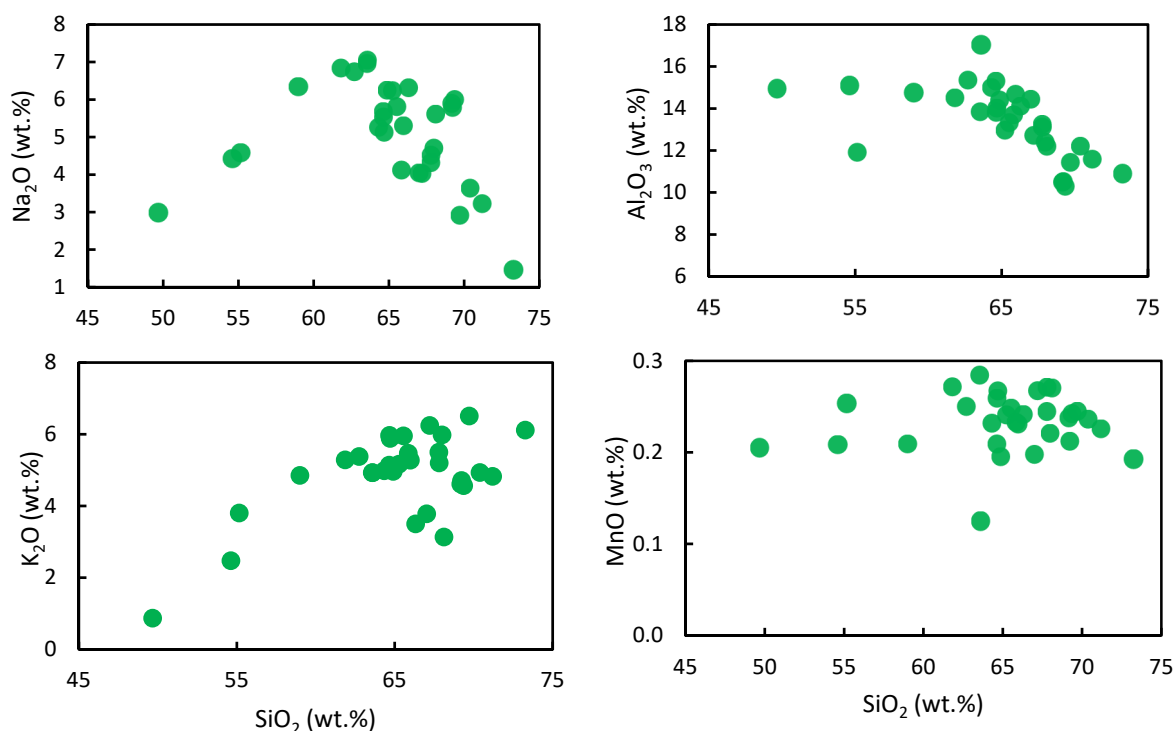 Na₂O (wt.%)
8
7
6
5
4
3
2
1
45 50 55 60 65 70 75
Al₂O₃ (wt.%)
18
16
14
12
10
8
6
45 55 65 75
K₂O (wt.%)
8
6
4
2
0
45 55 65 75
SiO₂ (wt.%)
MnO (wt.%)
0.3
0.2
0.1
0.0
45 50 55 60 65 70 75
SiO₂ (wt.%)